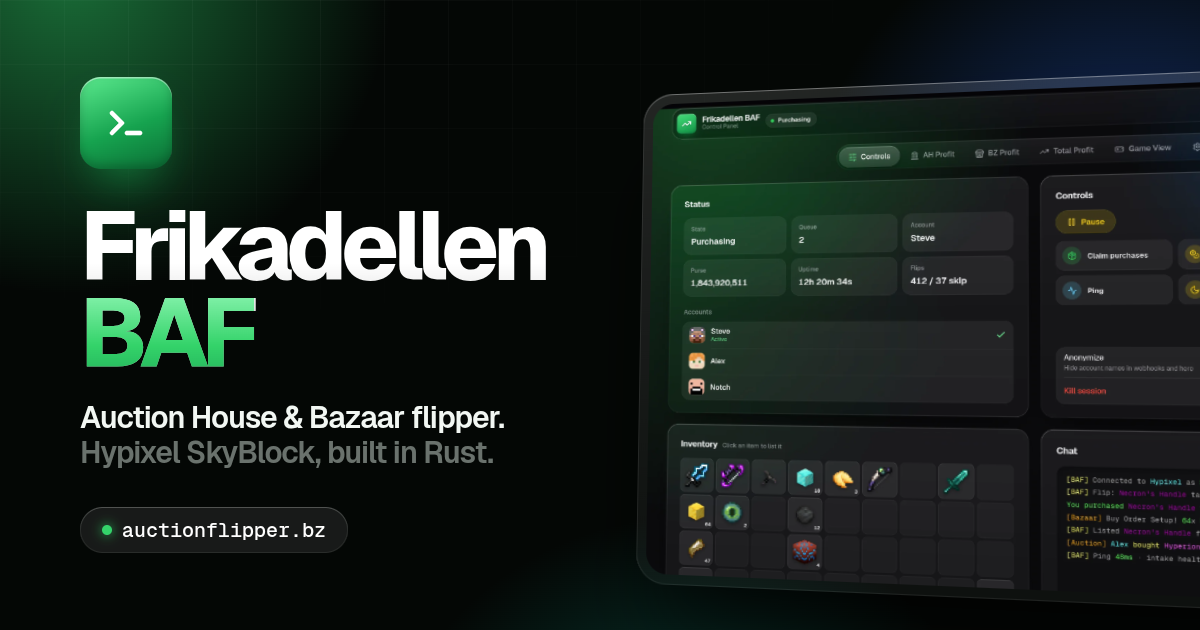 Frikadellen
BAF
Auction House & Bazaar flipper.
Hypixel SkyBlock, built in Rust.
auctionflipper.bz
Frikadellen BAF
Control Panel
Purchasing
Controls
AH Profit
BZ Profit
Total Profit
Game View
Status
State
Purchasing
Queue
2
Account
Steve
Purse
1,843,920,511
Uptime
12h 20m 34s
Flips
412 / 37 skip
Accounts
Steve
Active
Alex
Notch
Controls
Pause
Claim purchases
Ping
Anonymize
Hide account names in webhooks and here
Kill session
Inventory
Click an item to list it
Chat
[BAF] Connected to Hypixel as
[BAF] Flip: Necron's Handle to
You purchased Necron's Handle
[Bazaar] Buy Order Setup! 64x
[BAF] Listed Necron's Handle f
[Auction] Alex bought Hyperion
[BAF] Ping 48ms · intake healt